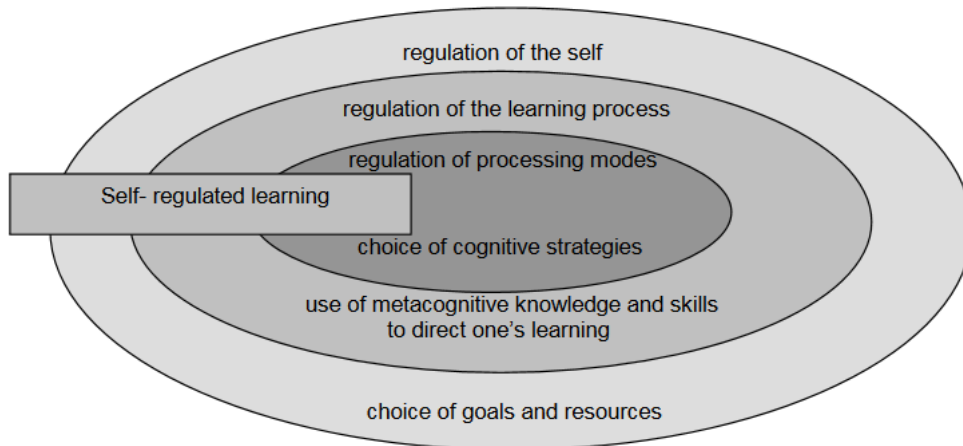 regulation of the self
regulation of the learning process
regulation of processing modes
Self- regulated learning
choice of cognitive strategies
use of metacognitive knowledge and skills
to direct one's learning
choice of goals and resources